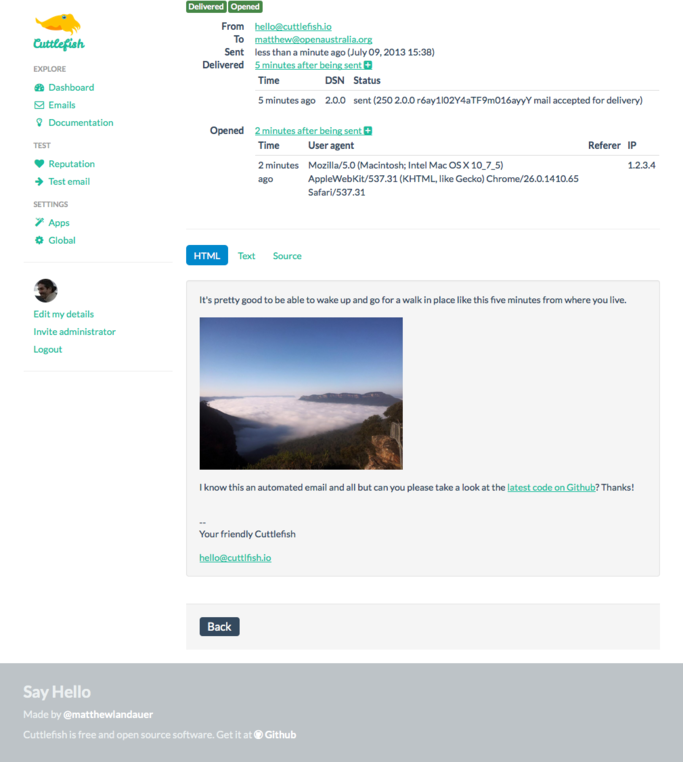 Delivered Opened
Cuttlefish
From hello@cuttlefish.io
To matthew@openaustralia.org
Sent less than a minute ago (July 09, 2013 15:38)
Delivered 5 minutes after being sent
Time DSN Status
5 minutes ago 2.0.0 sent (250 2.0.0 r6ay1l02Y4aTF9m016ayyY mail accepted for delivery)
Opened 2 minutes after being sent
Time User agent Referer IP
2 minutes ago Mozilla/5.0 (Macintosh; Intel Mac OS X 10_7_5) 1.2.3.4
AppleWebKit/537.31 (KHTML, like Gecko) Chrome/26.0.1410.65
Safari/537.31
EXPLORE
Dashboard
Emails
Documentation
TEST
Reputation
Test email
SETTINGS
Apps
Global
Edit my details
Invite administrator
Logout
HTML Text Source
It's pretty good to be able to wake up and go for a walk in place like this five minutes from where you live.
I know this an automated email and all but can you please take a look at the latest code on Github? Thanks!
--
Your friendly Cuttlefish
hello@cuttlfish.io
Back
Say Hello
Made by @matthewlandauer
Cuttlefish is free and open source software. Get it at Github